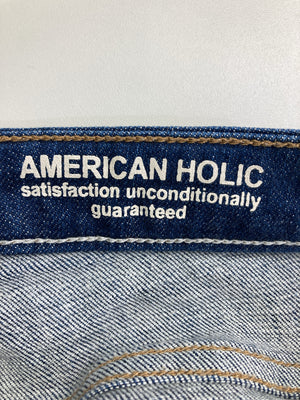 AMERICAN HOLIC
satisfaction unconditionally
guaranteed